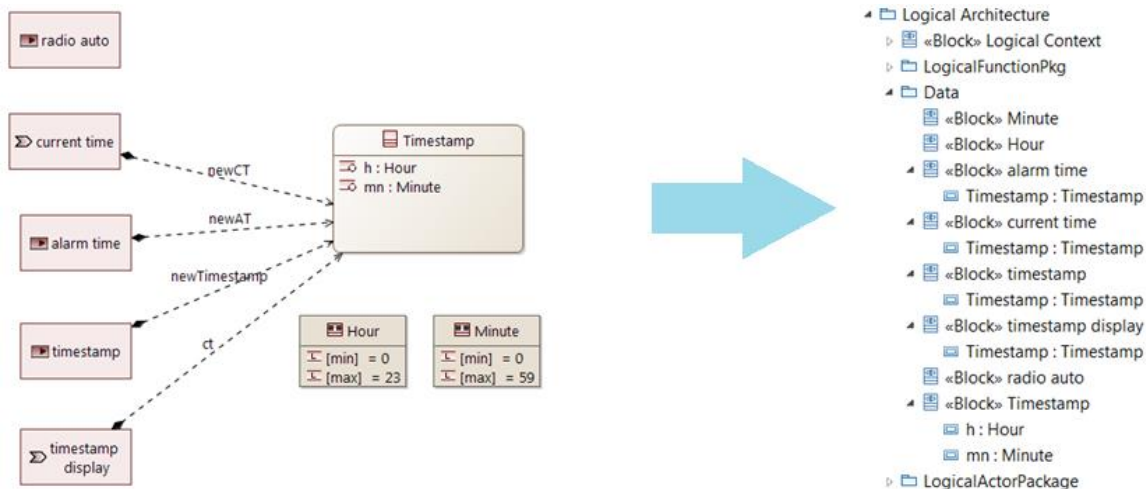 radio auto
current time
alarm time
timestamp
timestamp
display
newCT
newAT
newTimestamp
ct
Timestamp
h : Hour
mn : Minute
Hour
[min] = 0
[max] = 23
Minute
[min] = 0
[max] = 59
Logical Architecture
«Block» Logical Context
LogicalFunctionPkg
Data
«Block» Minute
«Block» Hour
«Block» alarm time
Timestamp : Timestamp
«Block» current time
Timestamp : Timestamp
«Block» timestamp
Timestamp : Timestamp
«Block» timestamp display
Timestamp : Timestamp
«Block» radio auto
«Block» Timestamp
h : Hour
mn : Minute
LogicalActorPackage